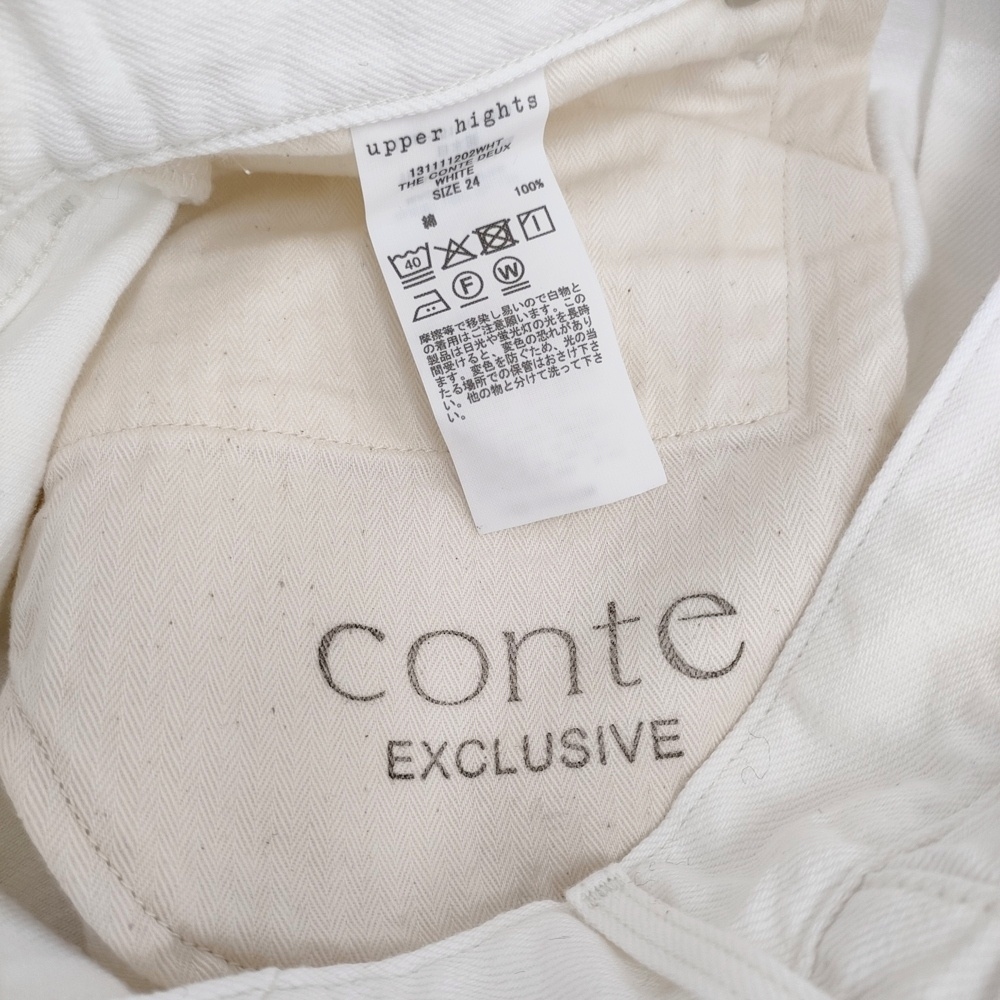 upper hights
131111202WHT
THE CONTE DEUX
WHITE
SIZE 24
綿 100%
40
F W
摩擦等で移染し易いので白物と
の着用はご注意願います。この
製品は日光や蛍光灯の光を長時
間受けると、変色の恐れがあり
ます。変色を防ぐため、光の当
たる場所での保管はおさけ下さ
い。他の物と分けて洗って下さ
い。
conte
EXCLUSIVE